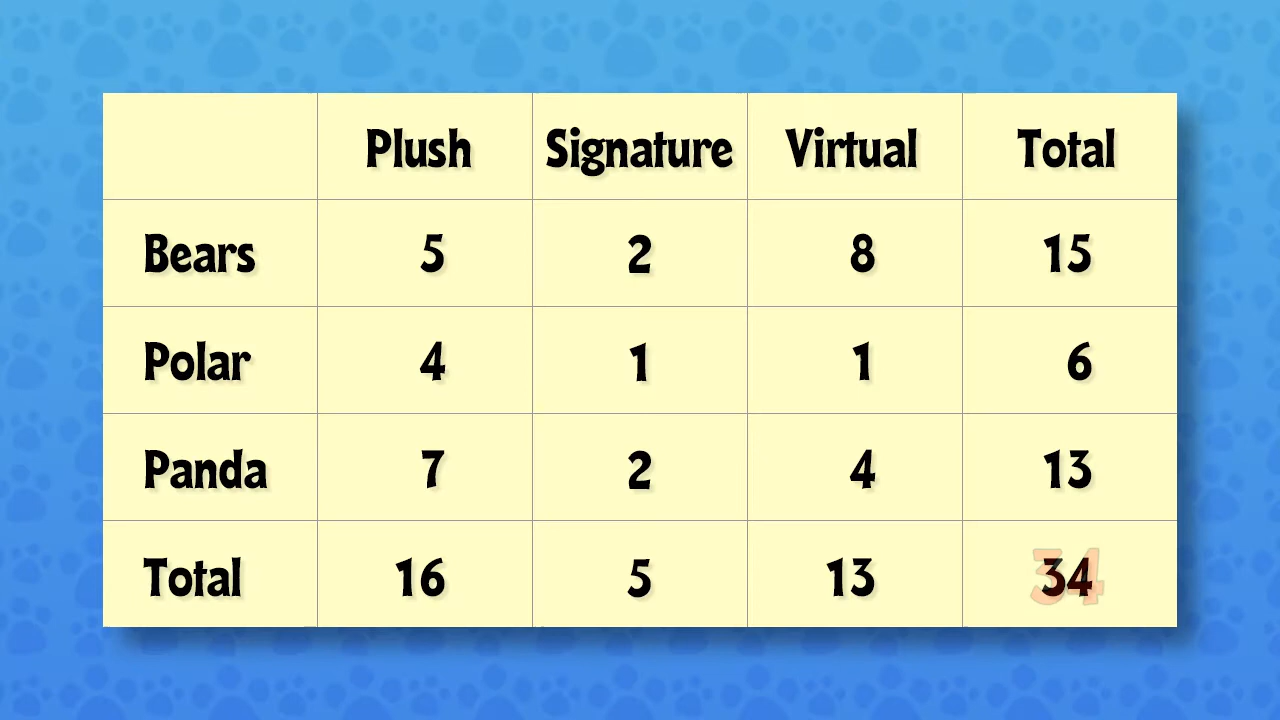 Plush Signature Virtual Total
Bears 5 2 8 15
Polar 4 1 1 6
Panda 7 2 4 13
Total 16 5 13 34